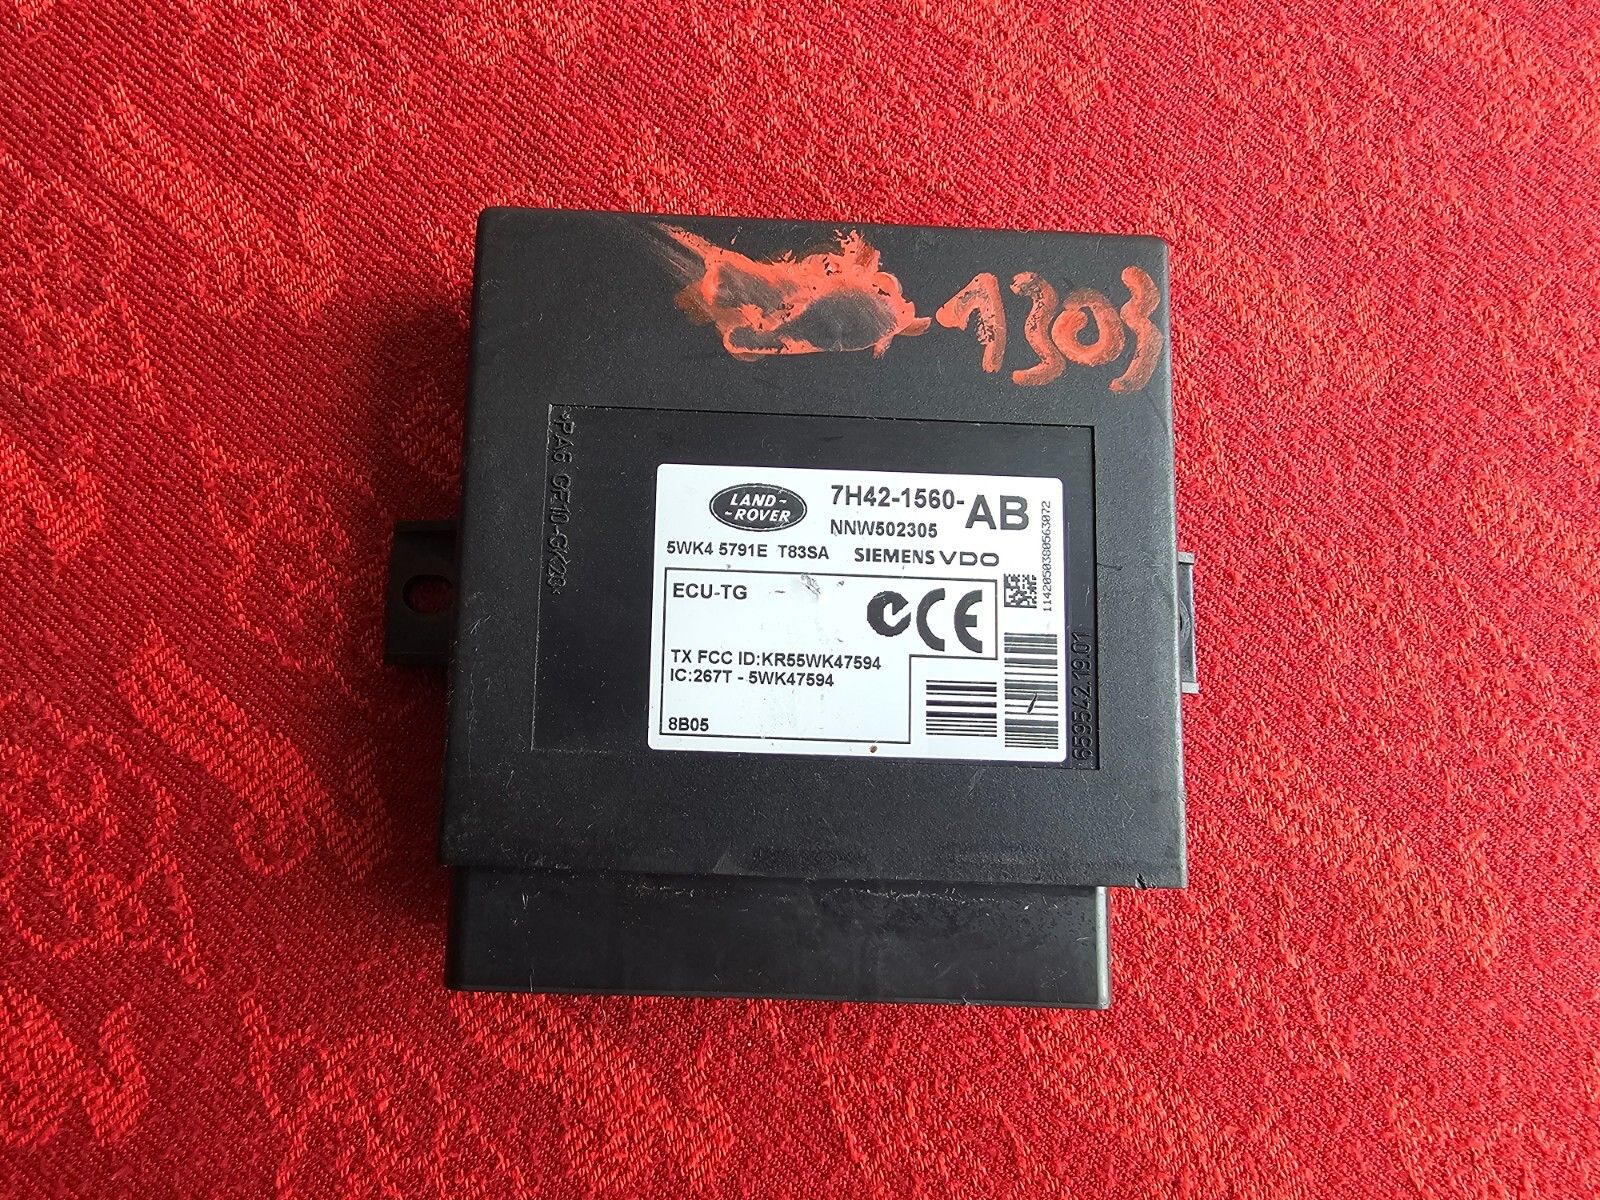 1303
*PA6 GF10-GK20*
LAND-
-ROVER
7H42-1560-AB
NNW502305
5WK4 5791E T83SA SIEMENS VDO
ECU-TG
CE
TX FCC ID:KR55WK47594
IC:267T - 5WK47594
8B05
11420503800563072
659542.19.01